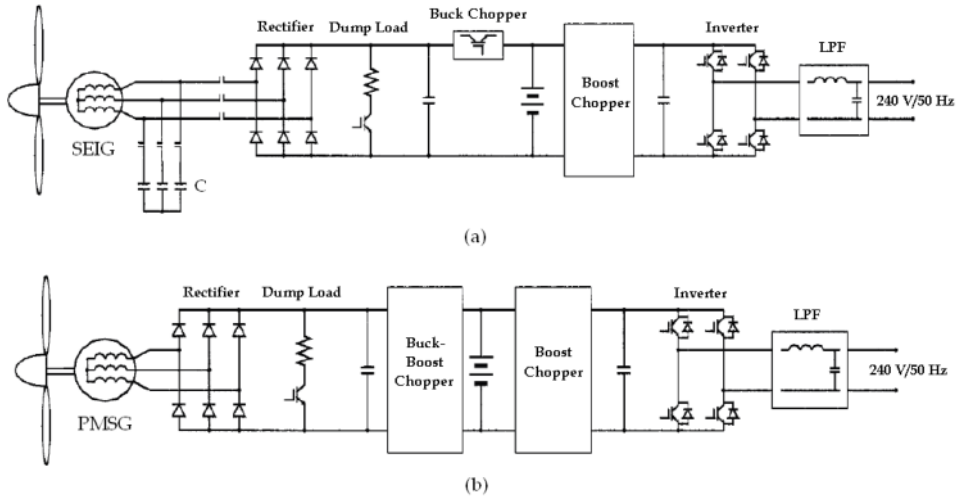 Rectifier Dump Load Buck Chopper Inverter
LPF
Boost
Chopper
240 V/50 Hz
SEIG
C
(a)
Rectifier Dump Load Inverter
LPF
Buck-
Boost
Chopper
Boost
Chopper
240 V/50 Hz
PMSG
(b)